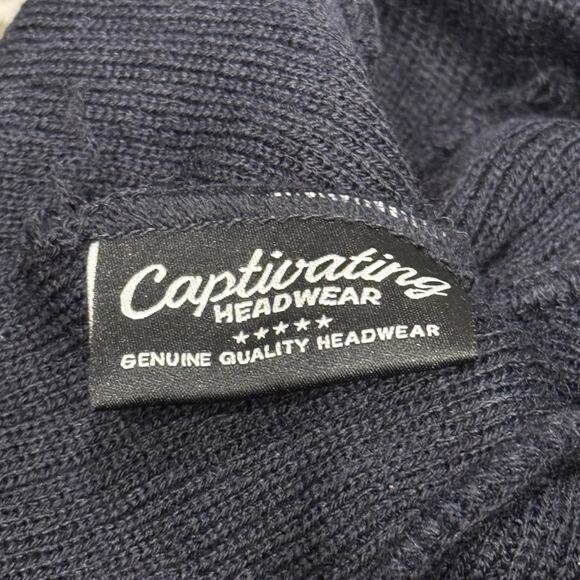 Captivating
HEADWEAR
★★★★★
GENUINE QUALITY HEADWEAR